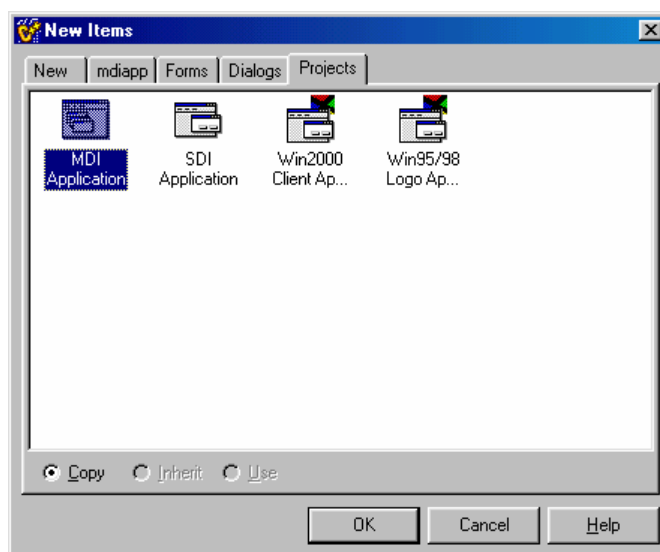 New Items
New mdiapp Forms Dialogs Projects
MDI Application
SDI Application
Win2000 Client Ap...
Win95/98 Logo Ap...
Copy Inherit Use
OK Cancel Help